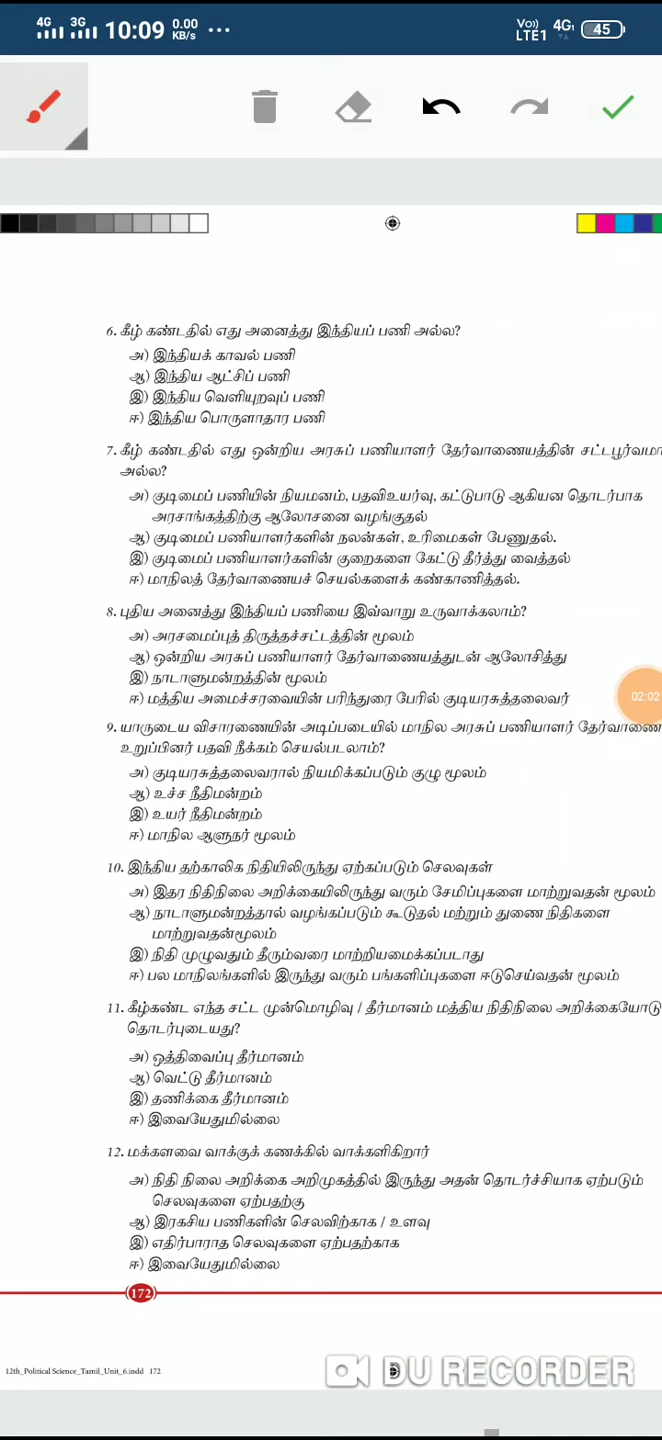 4G 3G 10:09 0.00 KB/s ... Vo)) LTE1 4G 45
6. கீழ் கண்டதில் எது அனைத்து இந்தியப் பணி அல்ல?
அ) இந்தியக் காவல் பணி
ஆ) இந்திய ஆட்சிப் பணி
இ) இந்திய வெளியுறவுப் பணி
ஈ) இந்திய பொருளாதார பணி
7. கீழ் கண்டதில் எது ஒன்றிய அரசுப் பணியாளர் தேர்வாணையத்தின் சட்டபூர்வமா
அல்ல?
அ) குடிமைப் பணியின் நியமனம், பதவிஉயர்வு, கட்டுபாடு ஆகியன தொடர்பாக
அரசாங்கத்திற்கு ஆலோசனை வழங்குதல்
ஆ) குடிமைப் பணியாளர்களின் நலன்கள், உரிமைகள் பேணுதல்.
இ) குடிமைப் பணியாளர்களின் குறைகளை கேட்டு தீர்த்து வைத்தல்
ஈ) மாநிலத் தேர்வாணையச் செயல்களைக் கண்காணித்தல்.
8. புதிய அனைத்து இந்தியப் பணியை இவ்வாறு உருவாக்கலாம்?
அ) அரசமைப்புத் திருத்தச்சட்டத்தின் மூலம்
ஆ) ஒன்றிய அரசுப் பணியாளர் தேர்வாணையத்துடன் ஆலோசித்து
இ) நாடாளுமன்றத்தின் மூலம்
ஈ) மத்திய அமைச்சரவையின் பரிந்துரை பேரில் குடியரசுத்தலைவர்
02:02
9. யாருடைய விசாரணையின் அடிப்படையில் மாநில அரசுப் பணியாளர் தேர்வாணை
உறுப்பினர் பதவி நீக்கம் செயல்படலாம்?
அ) குடியரசுத்தலைவரால் நியமிக்கப்படும் குழு மூலம்
ஆ) உச்ச நீதிமன்றம்
இ) உயர் நீதிமன்றம்
ஈ) மாநில ஆளுநர் மூலம்
10. இந்திய தற்காலிக நிதியிலிருந்து ஏற்கப்படும் செலவுகள்
அ) இதர நிதிநிலை அறிக்கையிலிருந்து வரும் சேமிப்புகளை மாற்றுவதன் மூலம்
ஆ) நாடாளுமன்றத்தால் வழங்கப்படும் கூடுதல் மற்றும் துணை நிதிகளை
மாற்றுவதன்மூலம்
இ) நிதி முழுவதும் தீரும்வரை மாற்றியமைக்கப்படாது
ஈ) பல மாநிலங்களில் இருந்து வரும் பங்களிப்புகளை ஈடுசெய்வதன் மூலம்
11. கீழ்கண்ட எந்த சட்ட முன்மொழிவு / தீர்மானம் மத்திய நிதிநிலை அறிக்கையோடு
தொடர்புடையது?
அ) ஒத்திவைப்பு தீர்மானம்
ஆ) வெட்டு தீர்மானம்
இ) தணிக்கை தீர்மானம்
ஈ) இவையேதுமில்லை
12. மக்களவை வாக்குக் கணக்கில் வாக்களிகிறார்
அ) நிதி நிலை அறிக்கை அறிமுகத்தில் இருந்து அதன் தொடர்ச்சியாக ஏற்படும்
செலவுகளை ஏற்பதற்கு
ஆ) இரகசிய பணிகளின் செலவிற்காக / உளவு
இ) எதிர்பாராத செலவுகளை ஏற்பதற்காக
ஈ) இவையேதுமில்லை
172
12th_Political Science_Tamil_Unit_6.indd 172
DU RECORDER